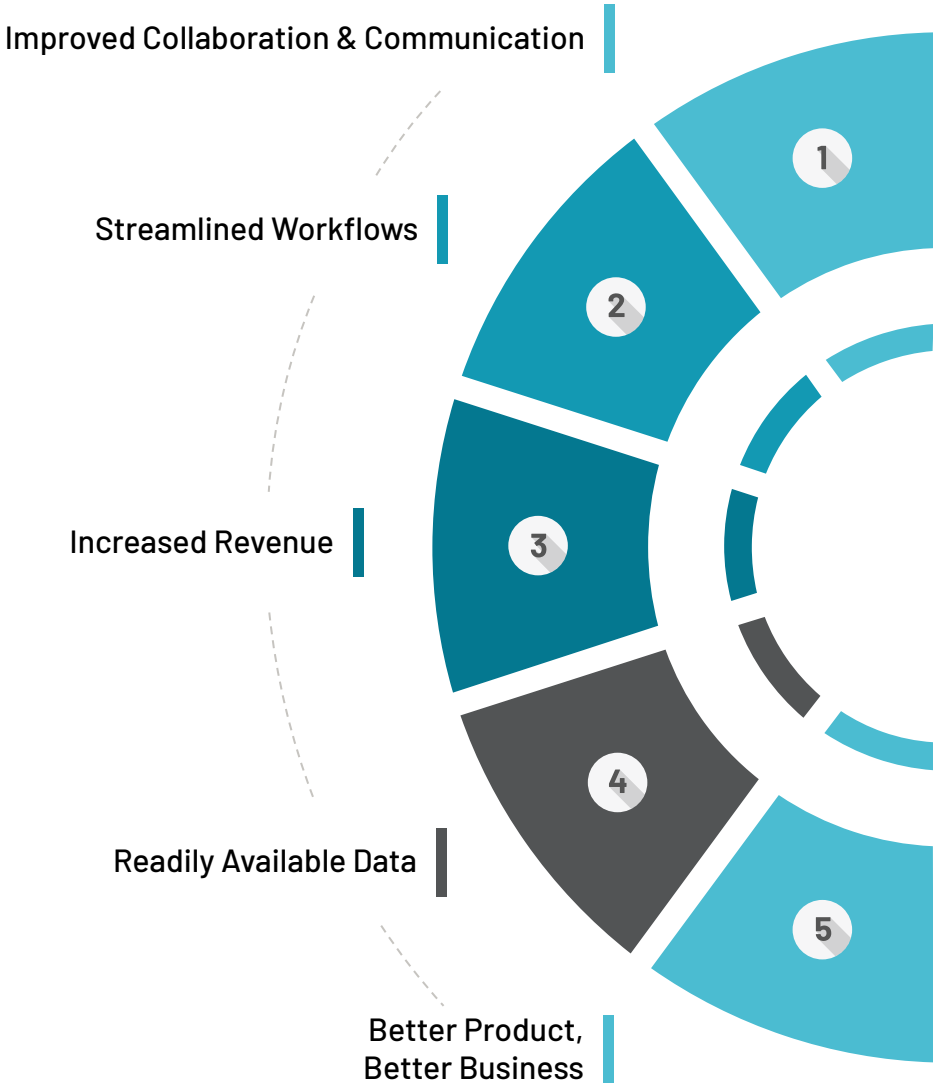 Improved Collaboration & Communication
1
Streamlined Workflows
2
Increased Revenue
3
Readily Available Data
4
Better Product,
Better Business
5